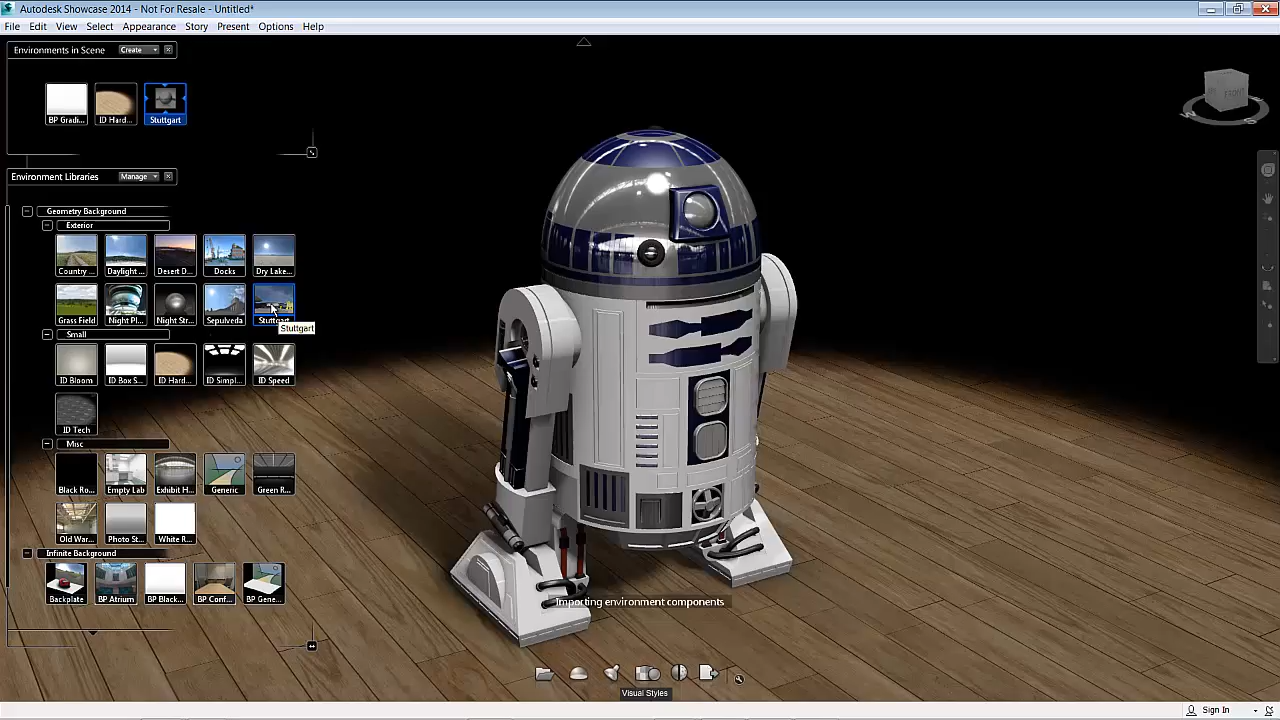 Autodesk Showcase 2014 - Not For Resale - Untitled*
File Edit View Select Appearance Story Present Options Help
Environments in Scene Create
BP Gradi... ID Hard... Stuttgart
Environment Libraries Manage
Geometry Background
Exterior
Country ... Daylight ... Desert D... Docks Dry Lake...
Grass Field Night Pl... Night Str... Sepulveda Stuttgart
Stuttgart
Small
ID Bloom ID Box S... ID Hard... ID Simpl... ID Speed
ID Tech
Misc
Black Ro... Empty Lab Exhibit H... Generic Green R...
Old War... Photo St... White R...
Infinite Background
Backplate BP Atrium BP Black... BP Conf... BP Gene...
FRONT
W S
Importing environment components
Visual Styles
Sign In